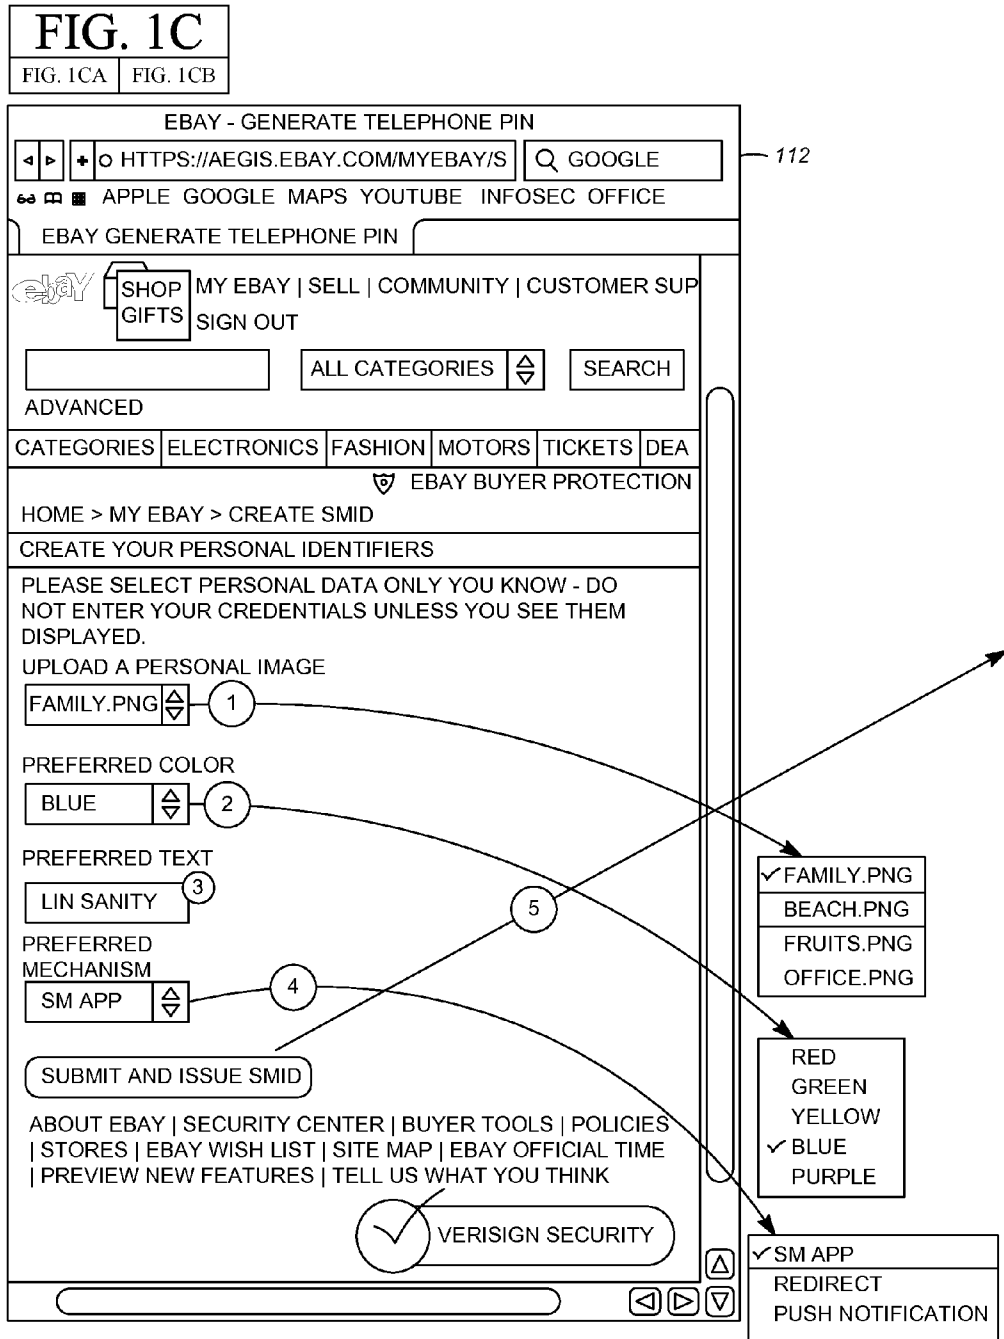 FIG. 1C
FIG. 1CA FIG. 1CB
EBAY - GENERATE TELEPHONE PIN
HTTPS://AEGIS.EBAY.COM/MYEBAY/S GOOGLE
112
APPLE GOOGLE MAPS YOUTUBE INFOSEC OFFICE
EBAY GENERATE TELEPHONE PIN
ebay SHOP GIFTS
MY EBAY | SELL | COMMUNITY | CUSTOMER SUP
SIGN OUT
ALL CATEGORIES SEARCH
ADVANCED
CATEGORIES ELECTRONICS FASHION MOTORS TICKETS DEA
EBAY BUYER PROTECTION
HOME > MY EBAY > CREATE SMID
CREATE YOUR PERSONAL IDENTIFIERS
PLEASE SELECT PERSONAL DATA ONLY YOU KNOW - DO
NOT ENTER YOUR CREDENTIALS UNLESS YOU SEE THEM
DISPLAYED.
UPLOAD A PERSONAL IMAGE
FAMILY.PNG 1
PREFERRED COLOR
BLUE 2
PREFERRED TEXT
LIN SANITY 3
PREFERRED
MECHANISM
SM APP 4
5
SUBMIT AND ISSUE SMID
ABOUT EBAY | SECURITY CENTER | BUYER TOOLS | POLICIES
| STORES | EBAY WISH LIST | SITE MAP | EBAY OFFICIAL TIME
| PREVIEW NEW FEATURES | TELL US WHAT YOU THINK
VERISIGN SECURITY
FAMILY.PNG
BEACH.PNG
FRUITS.PNG
OFFICE.PNG
RED
GREEN
YELLOW
BLUE
PURPLE
SM APP
REDIRECT
PUSH NOTIFICATION